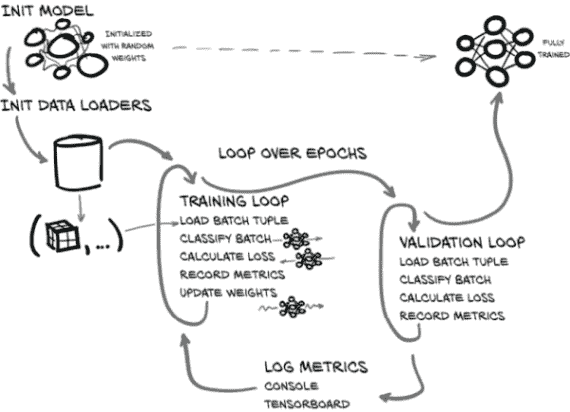 INIT MODEL
INITIALIZED
WITH RANDOM
WEIGHTS
FULLY
TRAINED
INIT DATA LOADERS
LOOP OVER EPOCHS
( , ...)
TRAINING LOOP
LOAD BATCH TUPLE
CLASSIFY BATCH
CALCULATE LOSS
RECORD METRICS
UPDATE WEIGHTS
VALIDATION LOOP
LOAD BATCH TUPLE
CLASSIFY BATCH
CALCULATE LOSS
RECORD METRICS
LOG METRICS
CONSOLE
TENSORBOARD